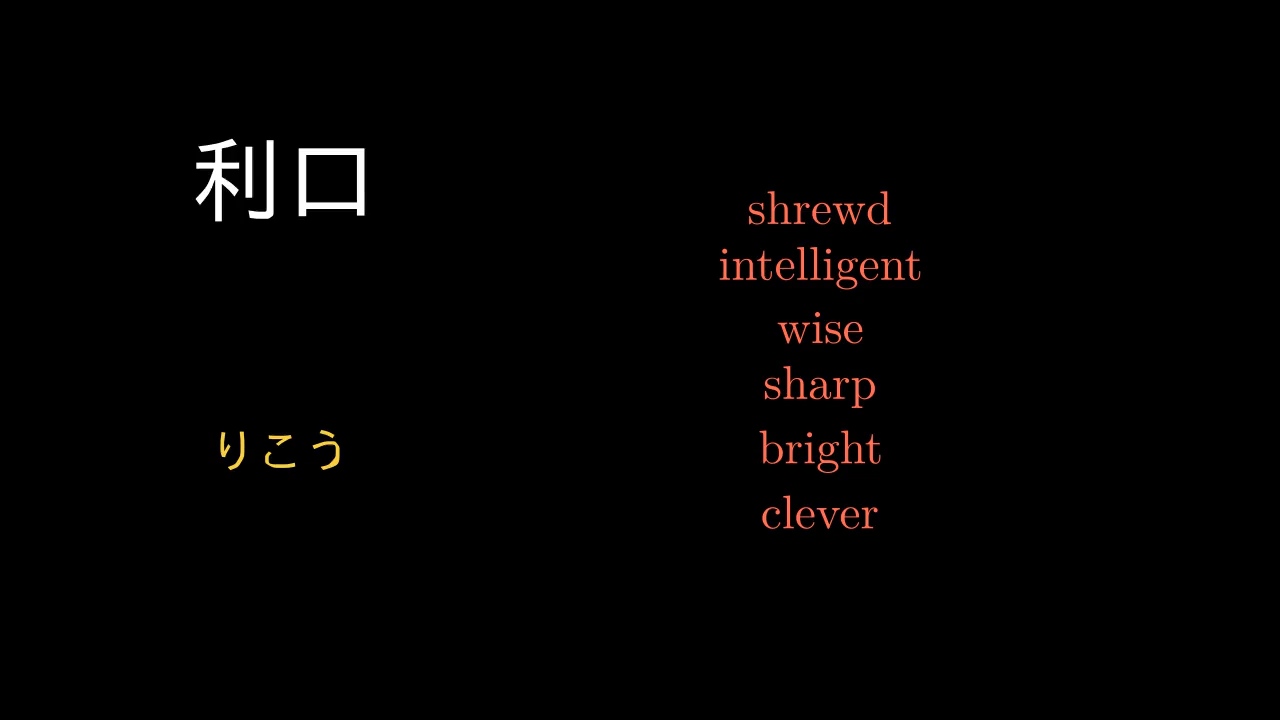 利口
りこう
shrewd
intelligent
wise
sharp
bright
clever